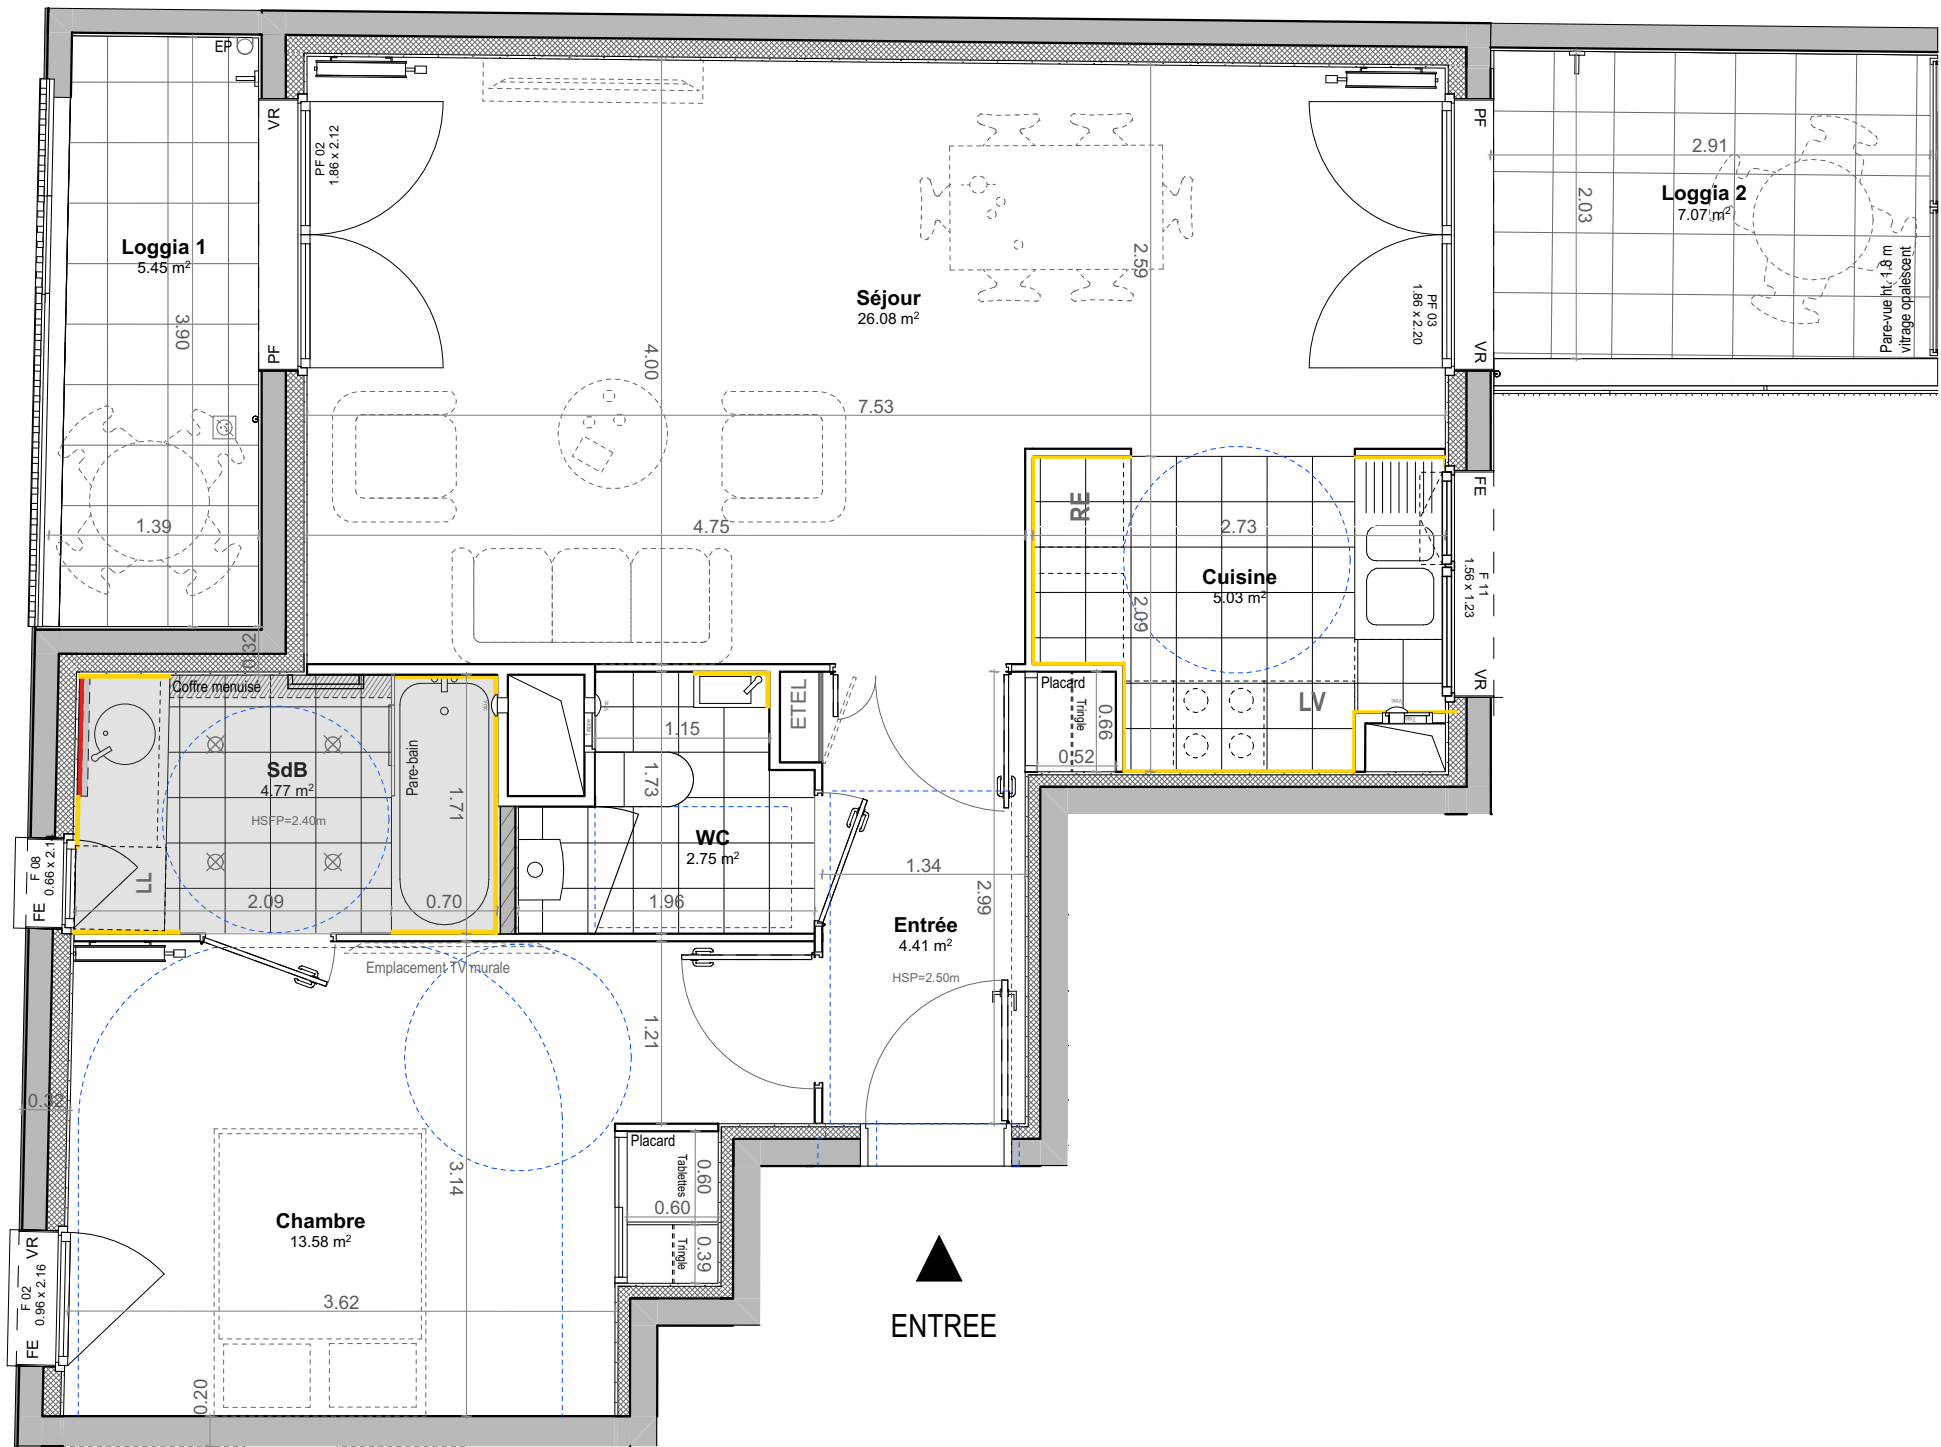 EP
VR
PF
PF 02
1.86 x 2.12
Loggia 1
5.45 m²
3.90
1.39
0.32
Séjour
26.08 m²
4.00
7.53
4.75
2.59
PF 03
1.86 x 2.20
PF
VR
Loggia 2
7.07 m²
2.91
2.03
Pare-vue ht. 1.8 m
vitrage opalescent
RE
2.73
Cuisine
5.03 m²
2.09
LV
FE
F 11
1.56 x 1.23
VR
Coffre menuisé
SdB
4.77 m²
HSFP=2.40m
Pare-bain
1.71
LL
2.09
0.70
FE
F 08
0.66 x 2.1
1.15
1.73
WC
2.75 m²
1.96
ETEL
Placard
Tringle
0.66
0.52
1.34
2.99
Entrée
4.41 m²
HSP=2.50m
Emplacement TV murale
1.21
0.32
3.14
Chambre
13.58 m²
3.62
0.20
Placard
Tablettes
0.60
0.60
Tringle
0.39
VR
F 02
0.96 x 2.16
FE
ENTREE